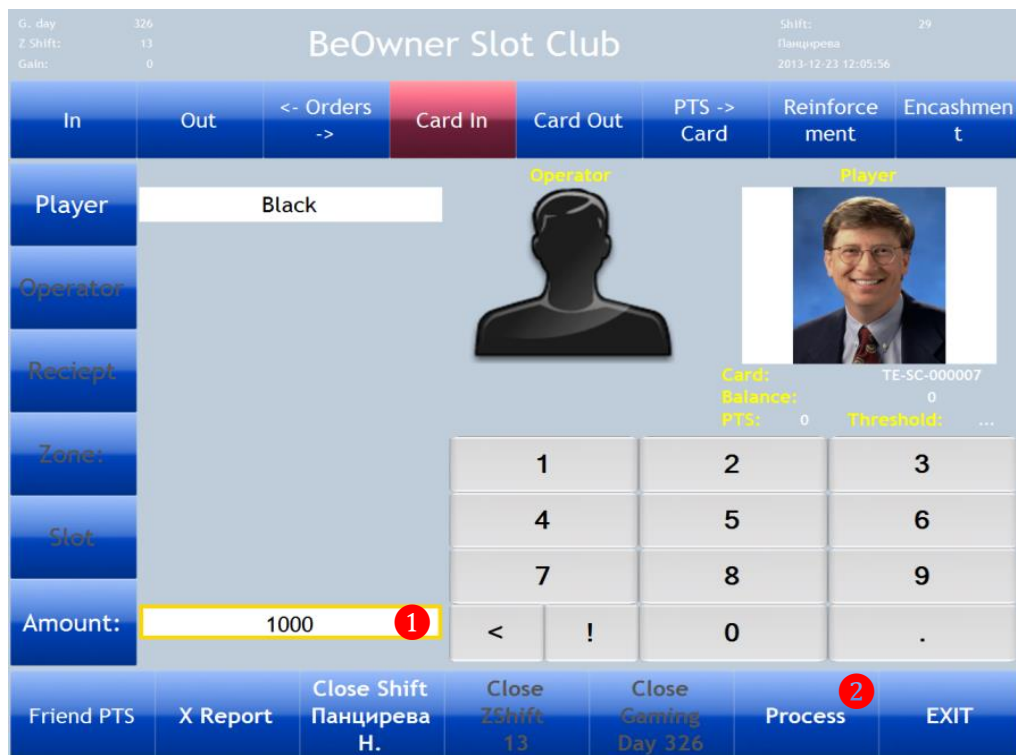 G. day 326
Z Shift: 13
Gain: 0
BeOwner Slot Club
Shift: 29
Панцирева
2013-12-23 12:05:56
In
Out
<- Orders
->
Card In
Card Out
PTS ->
Card
Reinforce
ment
Encashmen
t
Player
Black
Operator
Player
Operator
Reciept
Card: TE-SC-000007
Balance: 0
PTS: 0 Threshold: ...
Zone:
Slot
1 2 3
4 5 6
7 8 9
< ! 0 .
Amount:
1000
1
Friend PTS
X Report
Close Shift
Панцирева
Н.
Close
ZShift
13
Close
Gaming
Day 326
Process
2
EXIT